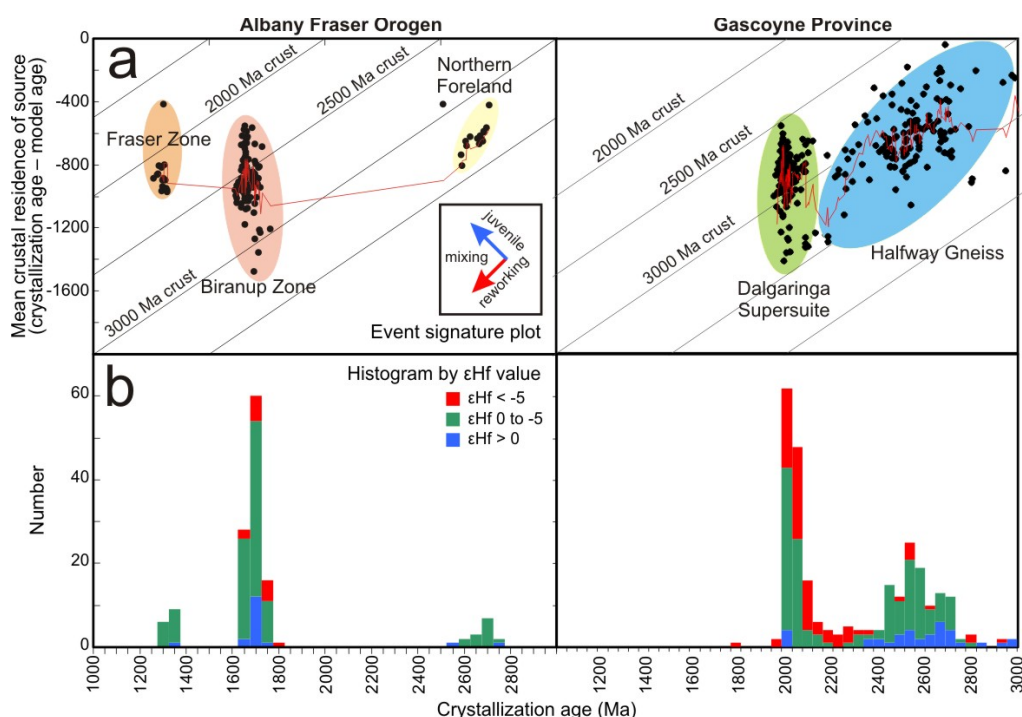 Albany Fraser Orogen
Gascoyne Province
a
Mean crustal residence of source
(crystallization age – model age)
0
-400
-800
-1200
-1600
Fraser Zone
2000 Ma crust
2500 Ma crust
3000 Ma crust
Northern
Foreland
Biranup Zone
juvenile
mixing
reworking
Event signature plot
2000 Ma crust
2500 Ma crust
3000 Ma crust
Halfway Gneiss
Dalgaringa
Supersuite
b
Histogram by εHf value
εHf < -5
εHf 0 to -5
εHf > 0
Number
60
40
20
0
1000
1200
1400
1600
1800
2000
2200
2400
2600
2800
1200
1400
1600
1800
2000
2200
2400
2600
2800
3000
Crystallization age (Ma)